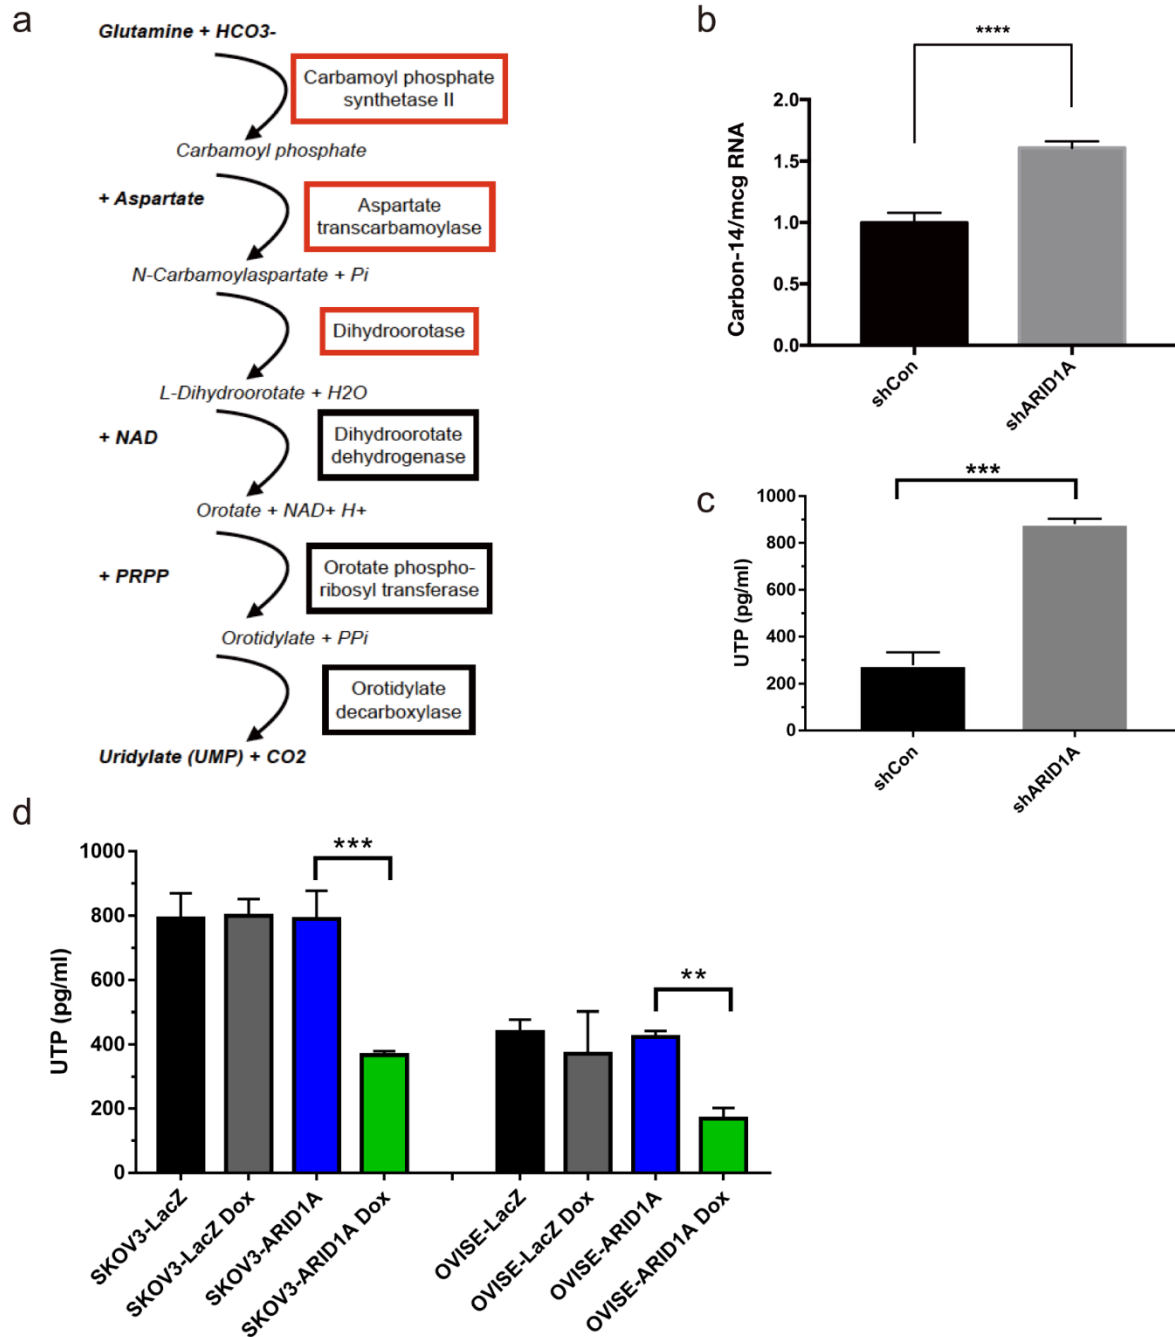 a
Glutamine + HCO3-
Carbamoyl phosphate
synthetase II
Carbamoyl phosphate
+ Aspartate
Aspartate
transcarbamoylase
N-Carbamoylaspartate + Pi
Dihydroorotase
L-Dihydroorotate + H2O
+ NAD
Dihydroorotate
dehydrogenase
Orotate + NAD+ H+
+ PRPP
Orotate phospho-
ribosyl transferase
Orotidylate + PPi
Orotidylate
decarboxylase
Uridylate (UMP) + CO2
b
****
Carbon-14/mcg RNA
2.0
1.5
1.0
0.5
0.0
shCon
shARID1A
c
***
UTP (pg/ml)
1000
800
600
400
200
0
shCon
shARID1A
d
***
**
UTP (pg/ml)
1000
800
600
400
200
0
SKOV3-LacZ
SKOV3-LacZ Dox
SKOV3-ARID1A
SKOV3-ARID1A Dox
OVISE-LacZ
OVISE-LacZ Dox
OVISE-ARID1A
OVISE-ARID1A Dox